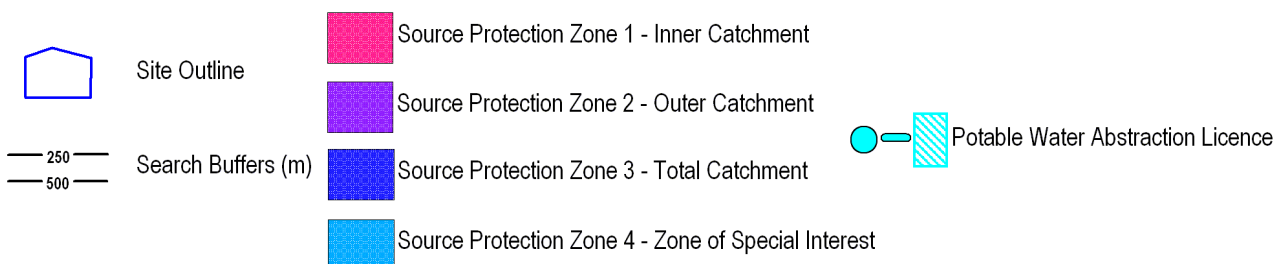 Site Outline
250
500
Search Buffers (m)
Source Protection Zone 1 - Inner Catchment
Source Protection Zone 2 - Outer Catchment
Source Protection Zone 3 - Total Catchment
Source Protection Zone 4 - Zone of Special Interest
Potable Water Abstraction Licence